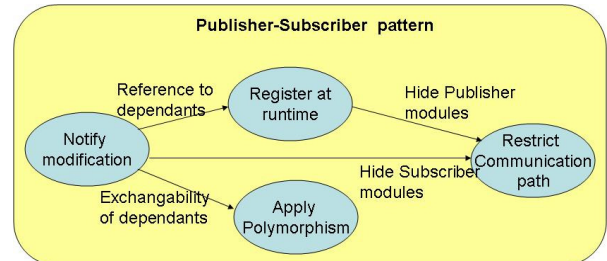 Publisher-Subscriber pattern
Reference to
dependants
Register at
runtime
Hide Publisher
modules
Notify
modification
Restrict
Communication
path
Hide Subscriber
modules
Exchangability
of dependants
Apply
Polymorphism